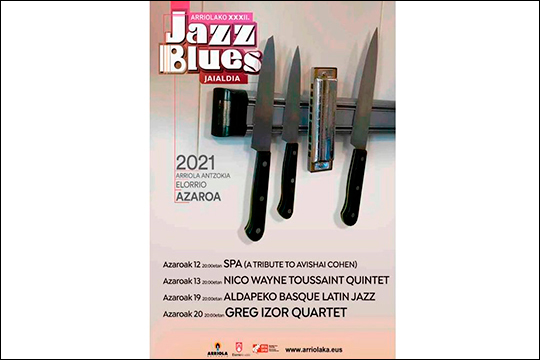 ARRIOLAKO XXXII.
Jazz
Blues
JAIALDIA
2021
ARRIOLA ANTZOKIA
ELORRIO
AZAROA
Azaroak 12 20:00etan SPA (A TRIBUTE TO AVISHAI COHEN)
Azaroak 13 20:00etan NICO WAYNE TOUSSAINT QUINTET
Azaroak 19 20:00etan ALDAPEKO BASQUE LATIN JAZZ
Azaroak 20 20:00etan GREG IZOR QUARTET
ARRIOLA
www.arriolaka.eus